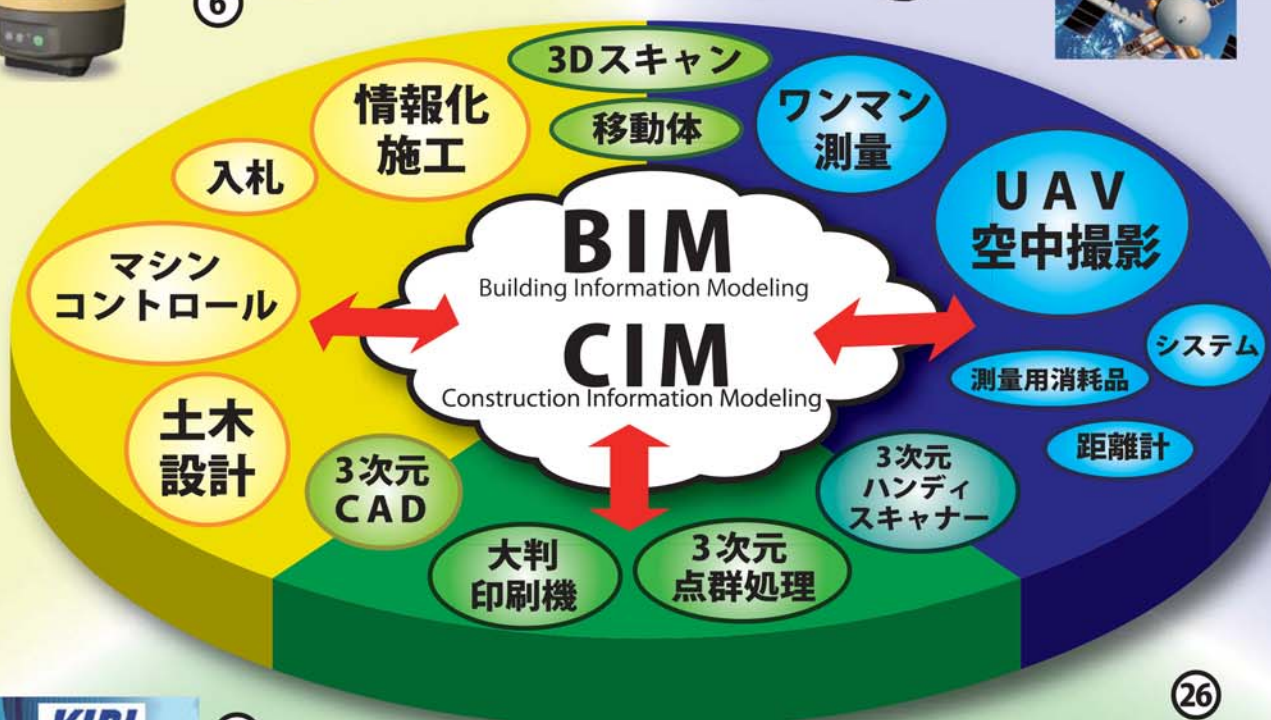 ⑥
3Dスキャン
移動体
情報化
施工
ワンマン
測量
入札
UAV
空中撮影
マシン
コントロール
BIM
Building Information Modeling
CIM
Construction Information Modeling
システム
測量用消耗品
距離計
土木
設計
3次元
CAD
3次元
ハンディ
スキャナー
大判
印刷機
3次元
点群処理
㉖